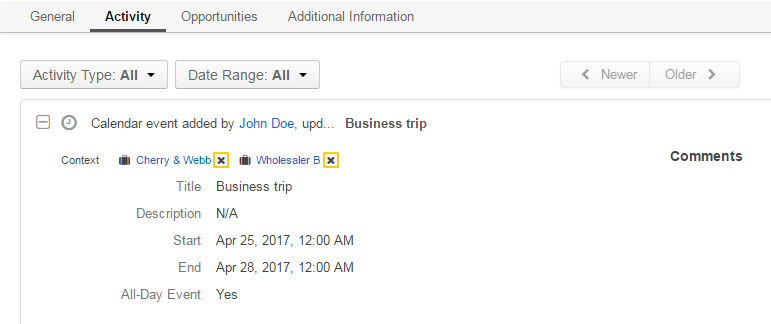 General Activity Opportunities Additional Information
Activity Type: All Date Range: All Newer Older
Calendar event added by John Doe, upd... Business trip
Context Cherry & Webb Wholesaler B Comments
Title Business trip
Description N/A
Start Apr 25, 2017, 12:00 AM
End Apr 28, 2017, 12:00 AM
All-Day Event Yes